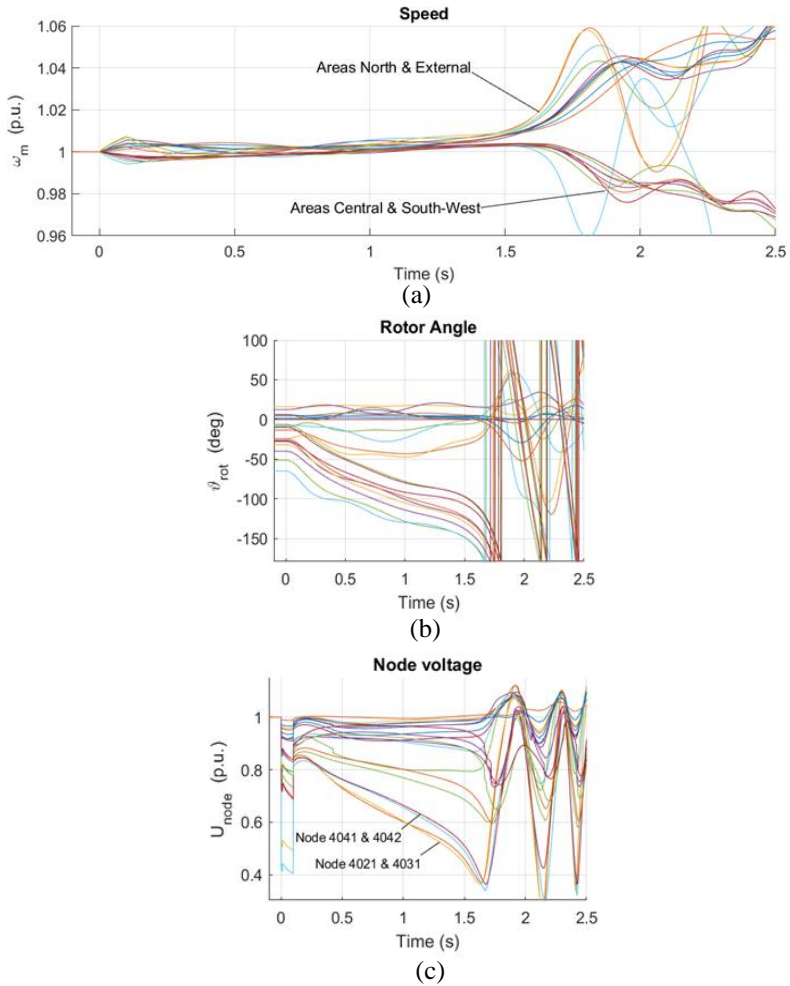 Speed
1.06
1.04
1.02
1
0.98
0.96
ω_m (p.u.)
Areas North & External
Areas Central & South-West
0
0.5
1
1.5
2
2.5
Time (s)
(a)
Rotor Angle
100
50
0
-50
-100
-150
ϑ_rot (deg)
0
0.5
1
1.5
2
2.5
Time (s)
(b)
Node voltage
1
0.8
0.6
0.4
U_node (p.u.)
Node 4041 & 4042
Node 4021 & 4031
0
0.5
1
1.5
2
2.5
Time (s)
(c)